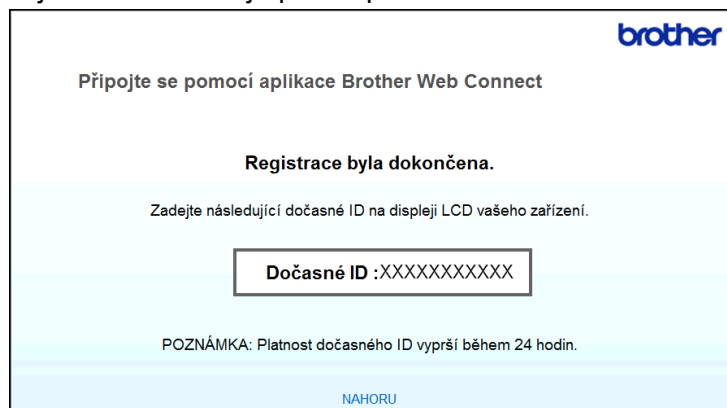 brother
Připojte se pomocí aplikace Brother Web Connect
Registrace byla dokončena.
Zadejte následující dočasné ID na displeji LCD vašeho zařízení.
Dočasné ID :XXXXXXXXXXX
POZNÁMKA: Platnost dočasného ID vyprší během 24 hodin.
NAHORU